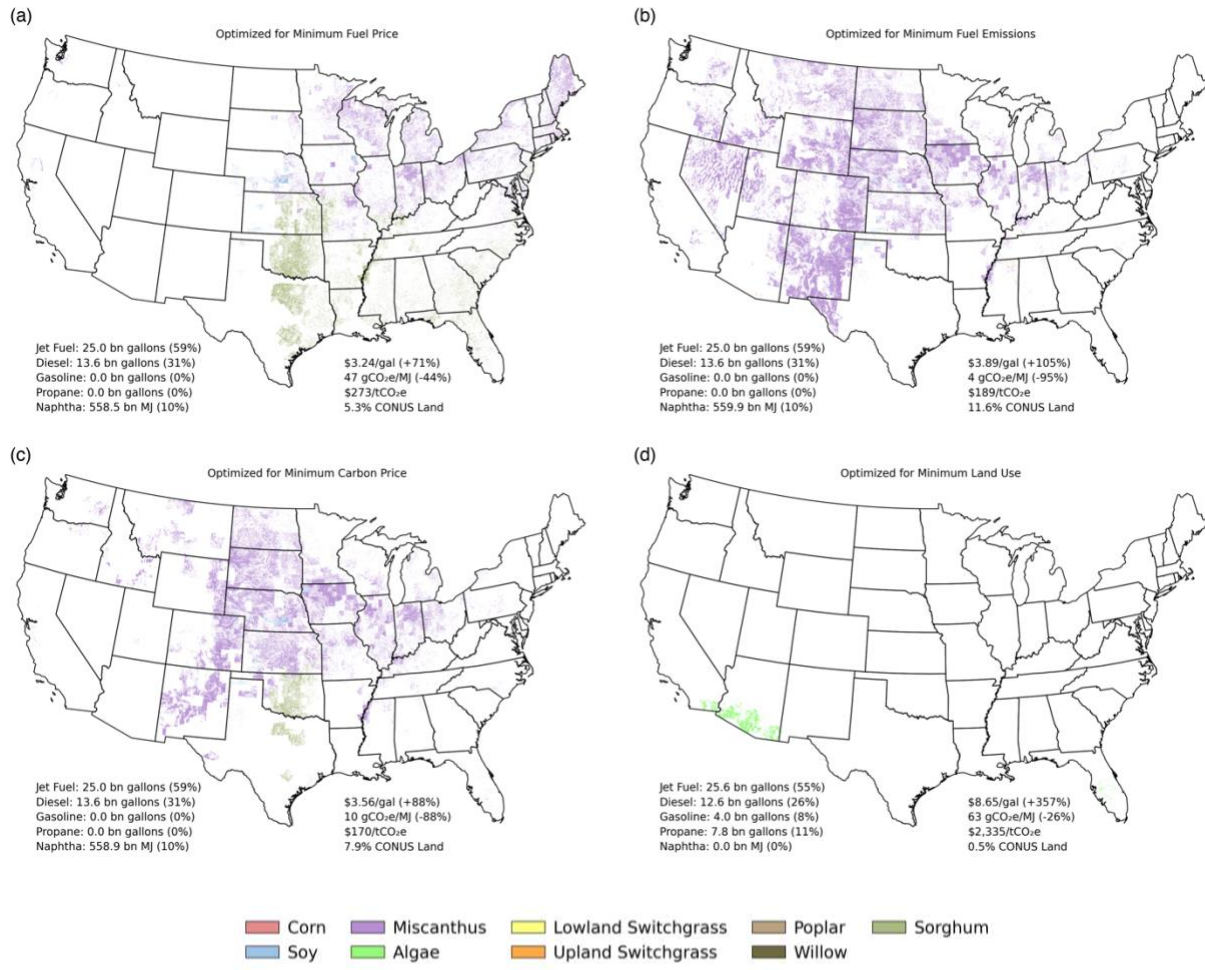 (a)
Optimized for Minimum Fuel Price
Jet Fuel: 25.0 bn gallons (59%)
Diesel: 13.6 bn gallons (31%)
Gasoline: 0.0 bn gallons (0%)
Propane: 0.0 bn gallons (0%)
Naphtha: 558.5 bn MJ (10%)
$3.24/gal (+71%)
47 gCO₂e/MJ (-44%)
$273/tCO₂e
5.3% CONUS Land
(b)
Optimized for Minimum Fuel Emissions
Jet Fuel: 25.0 bn gallons (59%)
Diesel: 13.6 bn gallons (31%)
Gasoline: 0.0 bn gallons (0%)
Propane: 0.0 bn gallons (0%)
Naphtha: 559.9 bn MJ (10%)
$3.89/gal (+105%)
4 gCO₂e/MJ (-95%)
$189/tCO₂e
11.6% CONUS Land
(c)
Optimized for Minimum Carbon Price
Jet Fuel: 25.0 bn gallons (59%)
Diesel: 13.6 bn gallons (31%)
Gasoline: 0.0 bn gallons (0%)
Propane: 0.0 bn gallons (0%)
Naphtha: 558.9 bn MJ (10%)
$3.56/gal (+88%)
10 gCO₂e/MJ (-88%)
$170/tCO₂e
7.9% CONUS Land
(d)
Optimized for Minimum Land Use
Jet Fuel: 25.6 bn gallons (55%)
Diesel: 12.6 bn gallons (26%)
Gasoline: 4.0 bn gallons (8%)
Propane: 7.8 bn gallons (11%)
Naphtha: 0.0 bn MJ (0%)
$8.65/gal (+357%)
63 gCO₂e/MJ (-26%)
$2,335/tCO₂e
0.5% CONUS Land
Corn Miscanthus Lowland Switchgrass Poplar Sorghum
Soy Algae Upland Switchgrass Willow